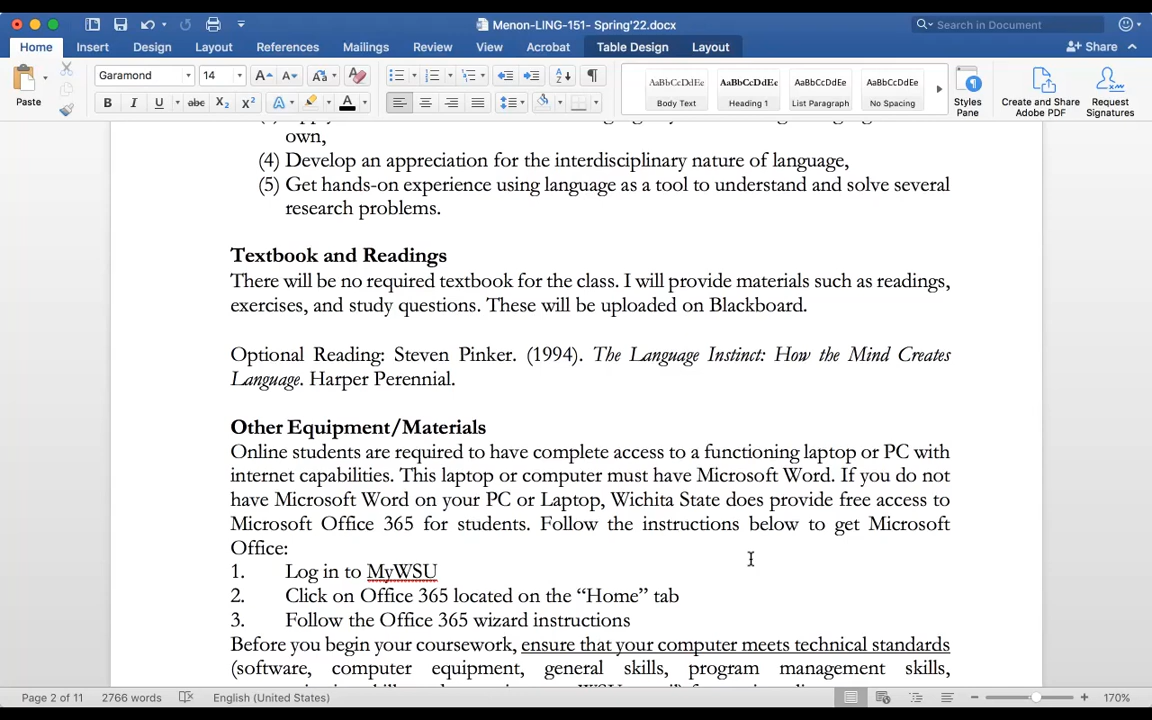 Menon-LING-151- Spring'22.docx
Search in Document
Home Insert Design Layout References Mailings Review View Acrobat Table Design Layout
Share
Paste
Garamond 14
AaBbCcDdEe AaBbCcDdEe AaBbCcDdEe AaBbCcDdEe
Body Text Heading 1 List Paragraph No Spacing
Styles Pane
Create and Share Adobe PDF
Request Signatures
own,
(4) Develop an appreciation for the interdisciplinary nature of language,
(5) Get hands-on experience using language as a tool to understand and solve several
research problems.
Textbook and Readings
There will be no required textbook for the class. I will provide materials such as readings,
exercises, and study questions. These will be uploaded on Blackboard.
Optional Reading: Steven Pinker. (1994). The Language Instinct: How the Mind Creates
Language. Harper Perennial.
Other Equipment/Materials
Online students are required to have complete access to a functioning laptop or PC with
internet capabilities. This laptop or computer must have Microsoft Word. If you do not
have Microsoft Word on your PC or Laptop, Wichita State does provide free access to
Microsoft Office 365 for students. Follow the instructions below to get Microsoft
Office:
1. Log in to MyWSU
2. Click on Office 365 located on the “Home” tab
3. Follow the Office 365 wizard instructions
Before you begin your coursework, ensure that your computer meets technical standards
(software, computer equipment, general skills, program management skills,
Page 2 of 11 2766 words English (United States) 170%